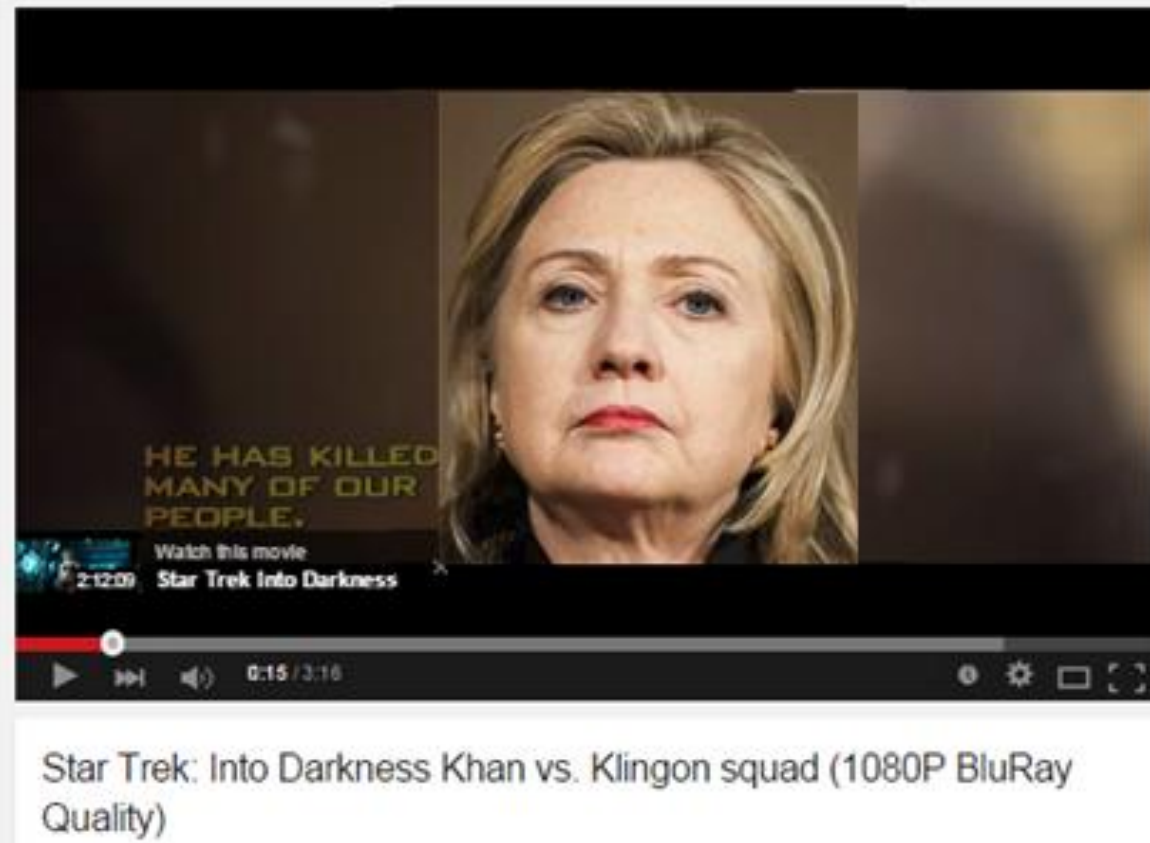 HE HAS KILLED
MANY OF OUR
PEOPLE.
Watch this movie
2:12:09 Star Trek Into Darkness
0:15 / 3:16
Star Trek: Into Darkness Khan vs. Klingon squad (1080P BluRay
Quality)